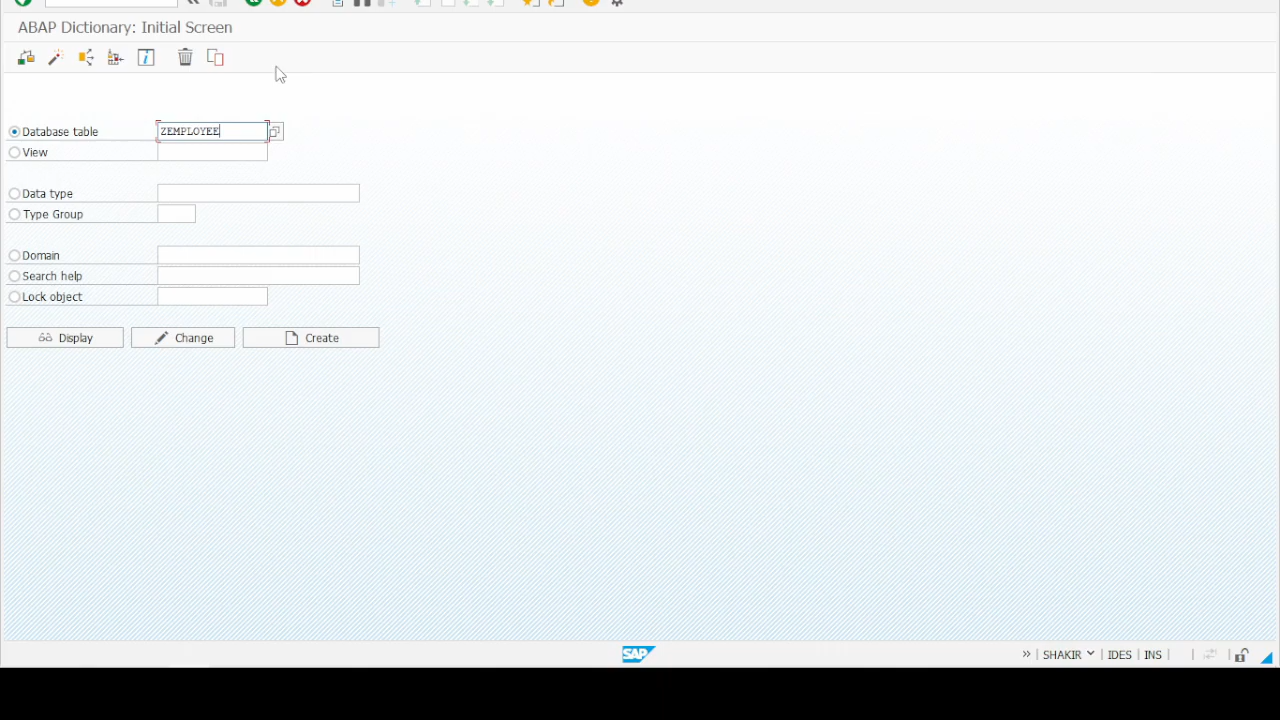 ABAP Dictionary: Initial Screen
Database table ZEMPLOYEE
View
Data type
Type Group
Domain
Search help
Lock object
Display Change Create
SAP » SHAKIR IDES INS